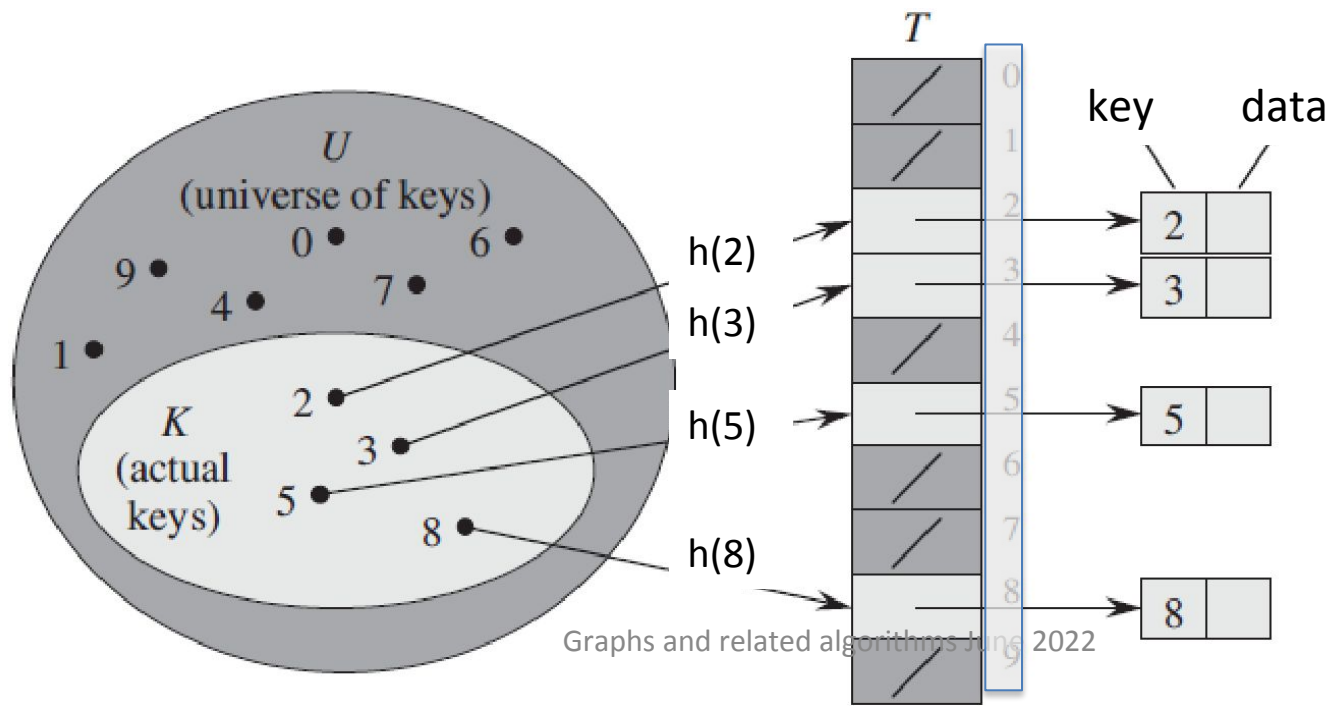 T
0
key data
U
(universe of keys)
1
0 6
2
2
9
h(2)
7
3
3
4
h(3)
4
1
2
K
h(5)
5
5
3
(actual
6
5
keys)
7
8
h(8)
8
8
Graphs and related algorithms June 2022
9